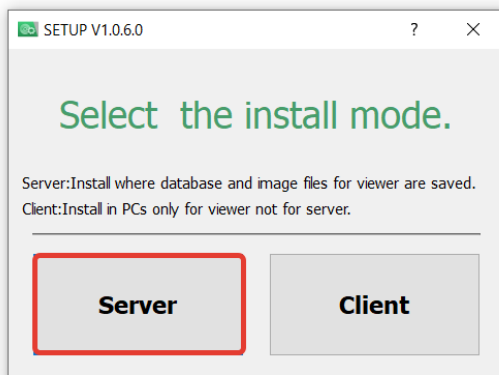 SETUP V1.0.6.0
Select the install mode.
Server:Install where database and image files for viewer are saved.
Client:Install in PCs only for viewer not for server.
Server Client